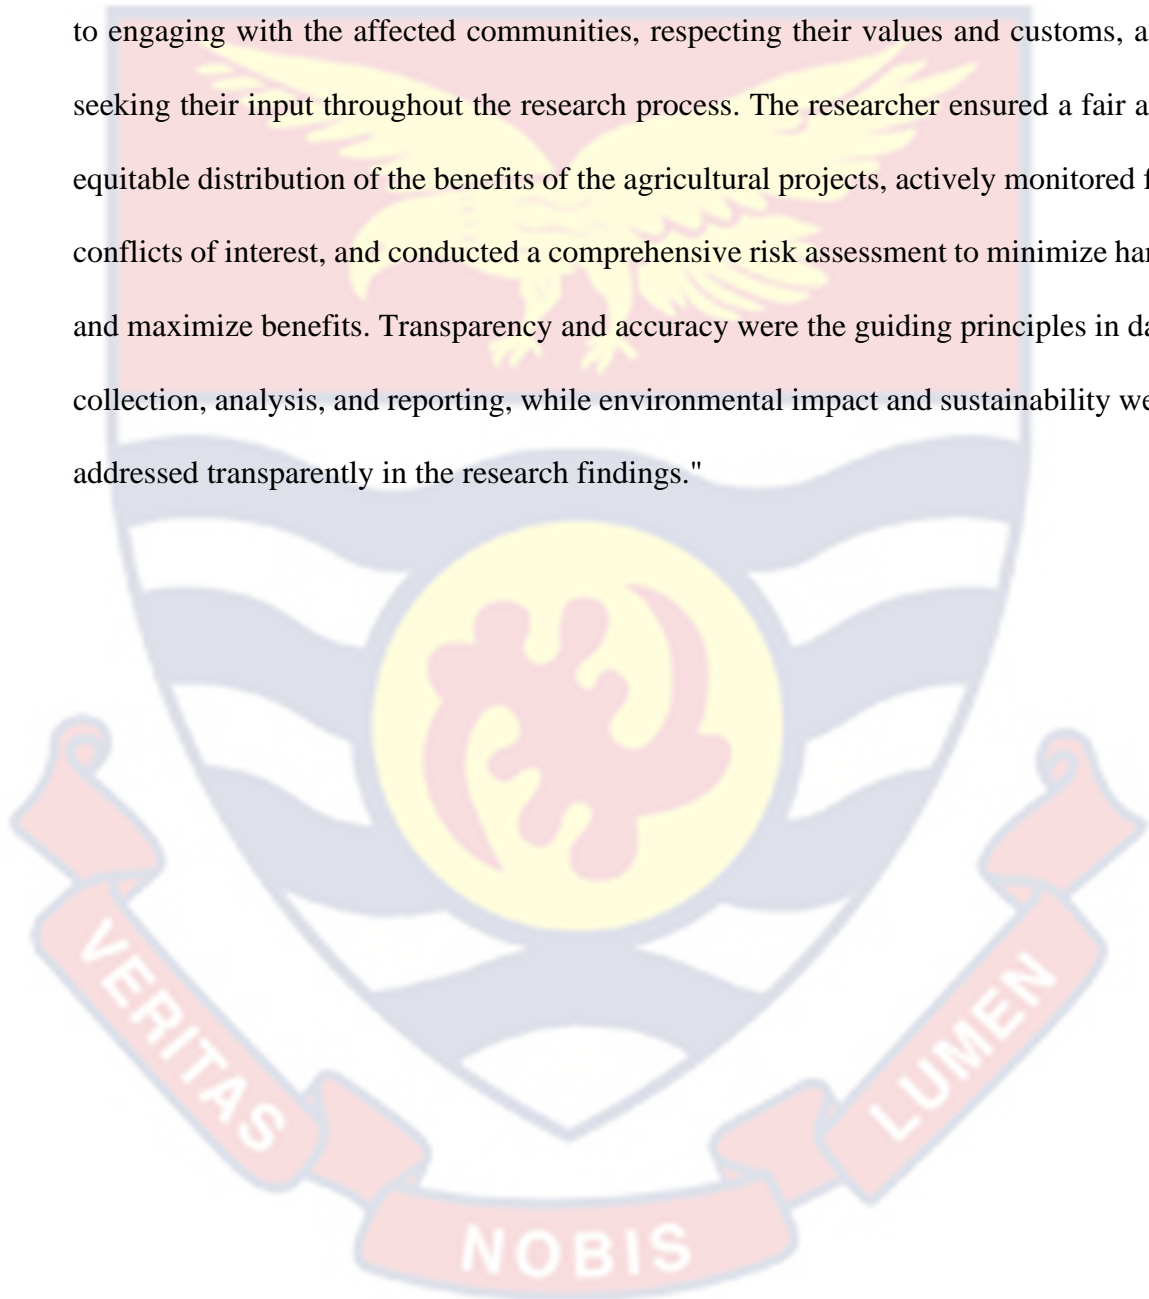 to engaging with the affected communities, respecting their values and customs, a
seeking their input throughout the research process. The researcher ensured a fair a
equitable distribution of the benefits of the agricultural projects, actively monitored f
conflicts of interest, and conducted a comprehensive risk assessment to minimize har
and maximize benefits. Transparency and accuracy were the guiding principles in da
collection, analysis, and reporting, while environmental impact and sustainability we
addressed transparently in the research findings."
VERITAS
NOBIS
LUMEN